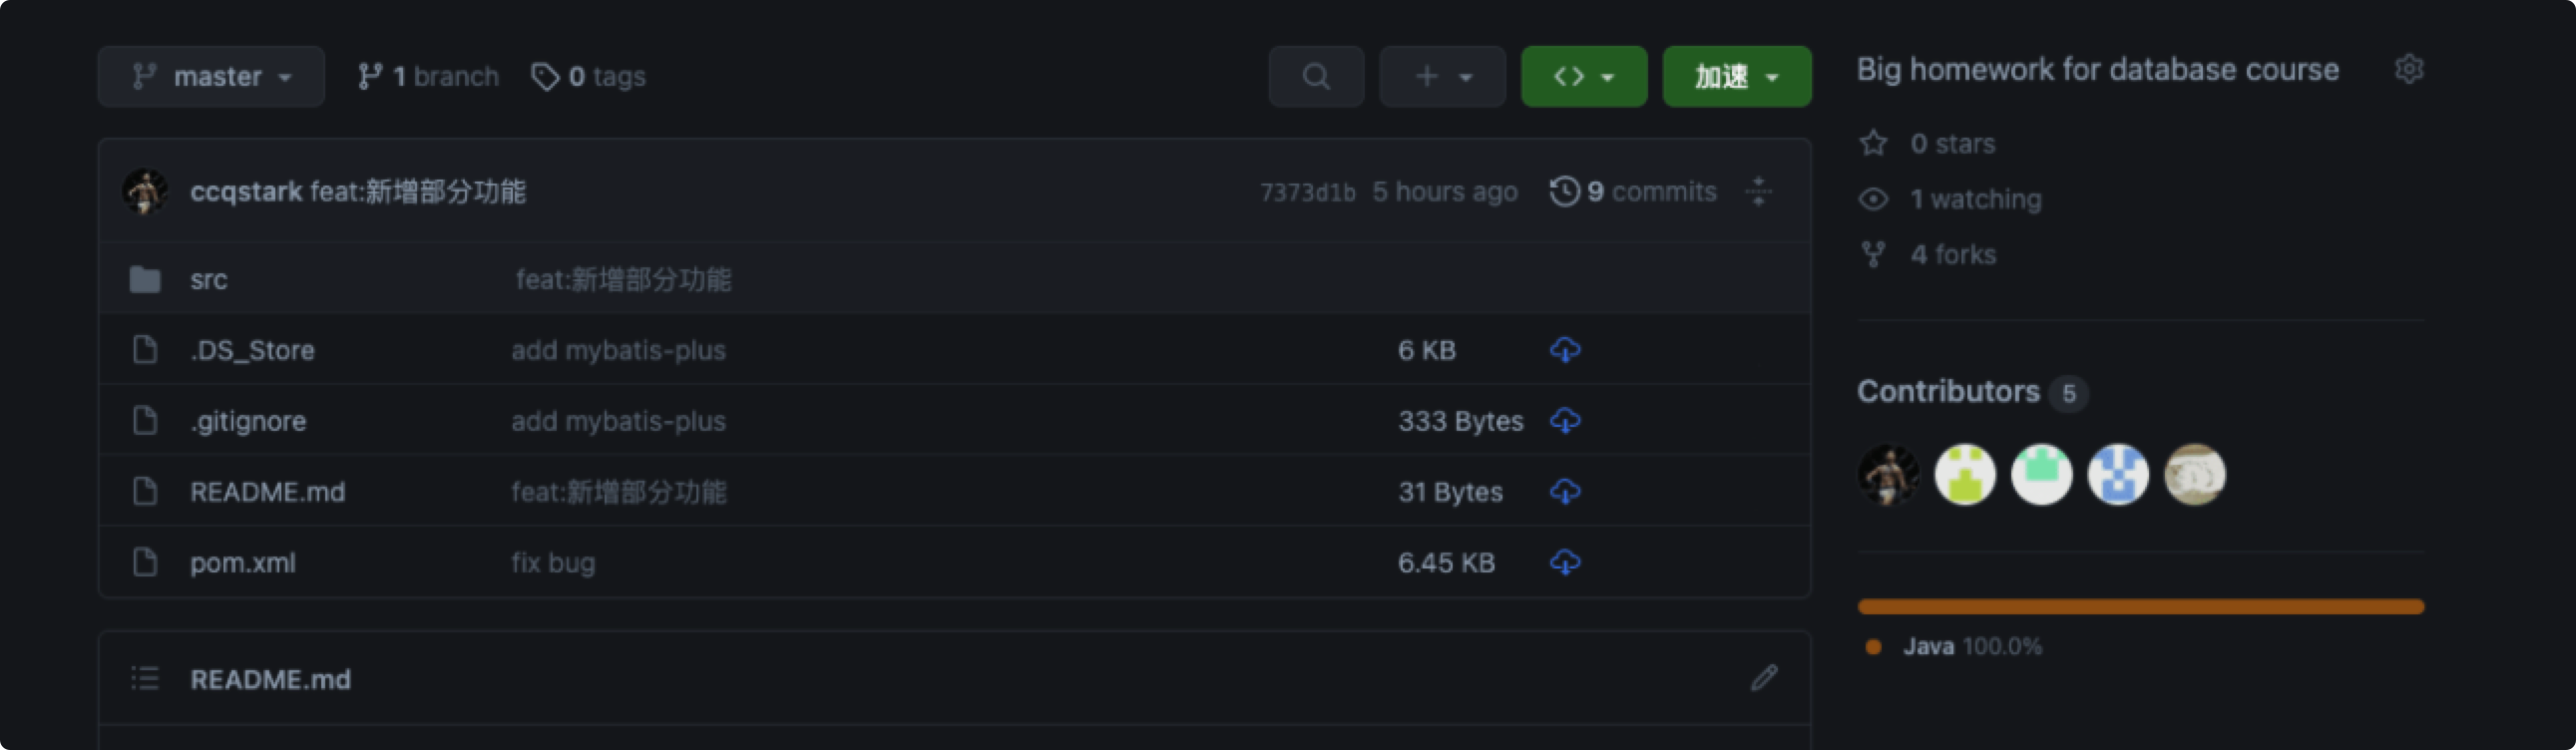 master 1 branch 0 tags 加速
ccqstark feat:新增部分功能 7373d1b 5 hours ago 9 commits
src feat:新增部分功能
.DS_Store add mybatis-plus 6 KB
.gitignore add mybatis-plus 333 Bytes
README.md feat:新增部分功能 31 Bytes
pom.xml fix bug 6.45 KB
README.md
Big homework for database course
0 stars
1 watching
4 forks
Contributors 5
Java 100.0%